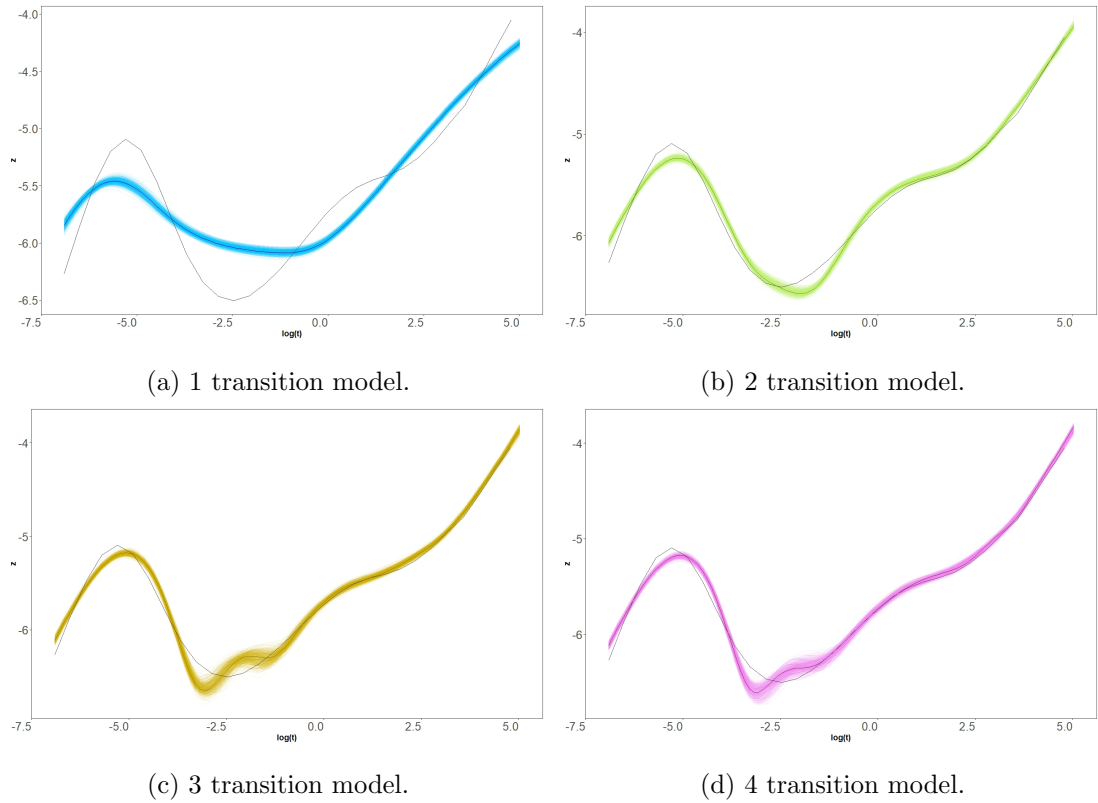 -4.0
-4.5
-5.0
-5.5
-6.0
-6.5
z
-7.5 -5.0 -2.5 0.0 2.5 5.0
log(t)
(a) 1 transition model.
-4
-5
-6
z
-7.5 -5.0 -2.5 0.0 2.5 5.0
log(t)
(b) 2 transition model.
-4
-5
-6
z
-7.5 -5.0 -2.5 0.0 2.5 5.0
log(t)
(c) 3 transition model.
-4
-5
-6
z
-7.5 -5.0 -2.5 0.0 2.5 5.0
log(t)
(d) 4 transition model.